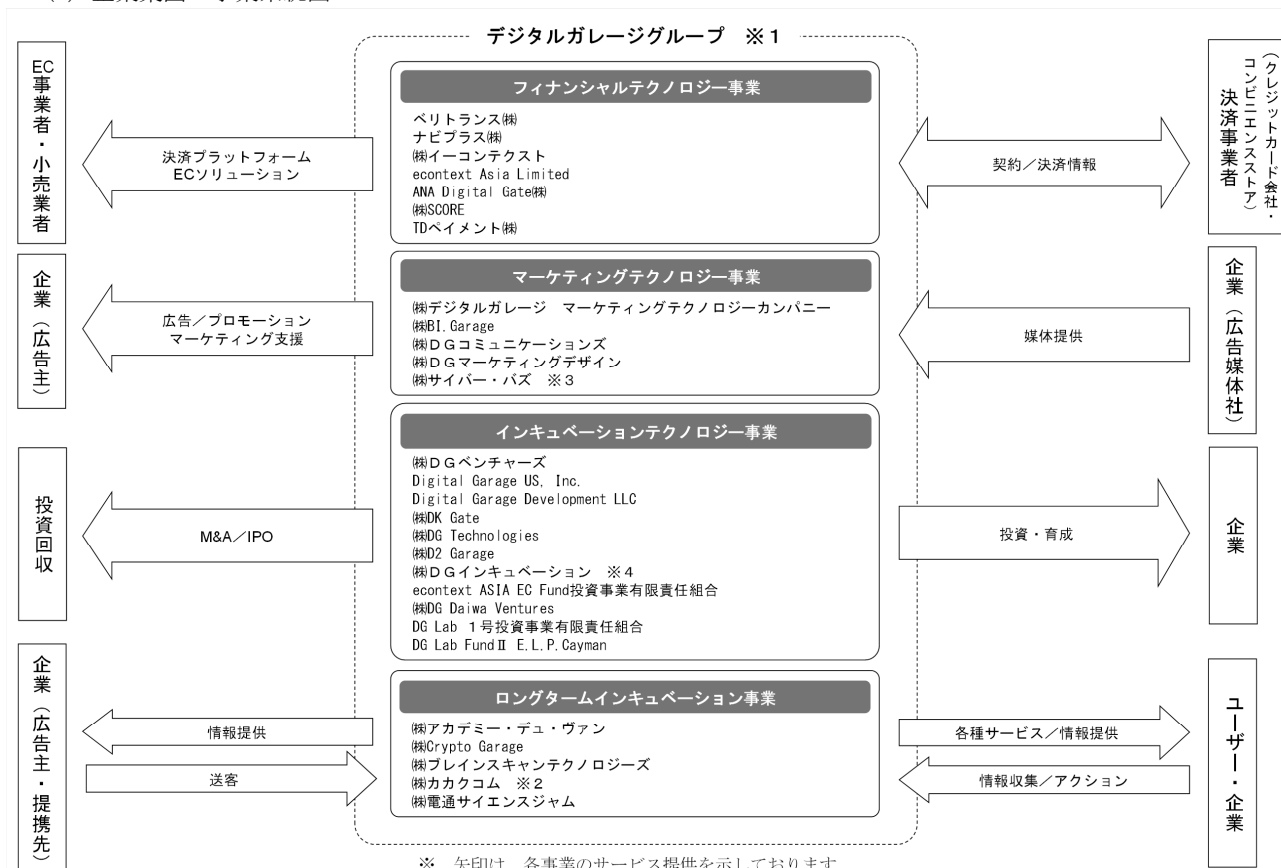 デジタルガレージグループ ※1
EC事業者・小売業者
決済プラットフォーム
ECソリューション
フィナンシャルテクノロジー事業
ベリトランス㈱
ナビプラス㈱
㈱イーコンテクスト
econtext Asia Limited
ANA Digital Gate㈱
㈱SCORE
TDペイメント㈱
契約/決済情報
決済事業者
(クレジットカード会社・
コンビニエンスストア)
企業(広告主)
広告/プロモーション
マーケティング支援
マーケティングテクノロジー事業
㈱デジタルガレージ マーケティングテクノロジーカンパニー
㈱BI.Garage
㈱DGコミュニケーションズ
㈱DGマーケティングデザイン
㈱サイバー・バズ ※3
媒体提供
企業(広告媒体社)
投資回収
M&A/IPO
インキュベーションテクノロジー事業
㈱DGベンチャーズ
Digital Garage US, Inc.
Digital Garage Development LLC
㈱DK Gate
㈱DG Technologies
㈱D2 Garage
㈱DGインキュベーション ※4
econtext ASIA EC Fund投資事業有限責任組合
㈱DG Daiwa Ventures
DG Lab 1号投資事業有限責任組合
DG Lab FundⅡ E.L.P.Cayman
投資・育成
企業
企業(広告主・提携先)
情報提供
送客
ロングタームインキュベーション事業
㈱アカデミー・デュ・ヴァン
㈱Crypto Garage
㈱ブレインスキャンテクノロジーズ
㈱カカクコム ※2
㈱電通サイエンスジャム
各種サービス/情報提供
情報収集/アクション
ユーザー・企業
※ 矢印は、各事業のサービス提供を示しております